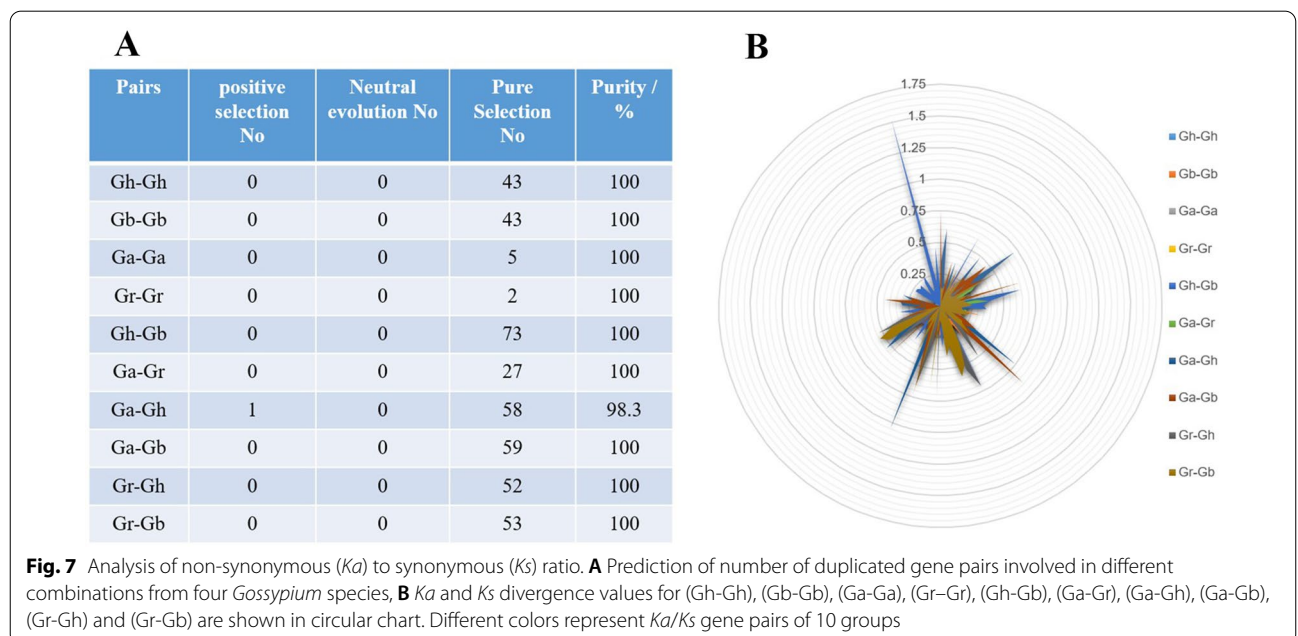 A
Pairs positive selection No Neutral evolution No Pure Selection No Purity / %
Gh-Gh 0 0 43 100
Gb-Gb 0 0 43 100
Ga-Ga 0 0 5 100
Gr-Gr 0 0 2 100
Gh-Gb 0 0 73 100
Ga-Gr 0 0 27 100
Ga-Gh 1 0 58 98.3
Ga-Gb 0 0 59 100
Gr-Gh 0 0 52 100
Gr-Gb 0 0 53 100
B
1.75
1.5
1.25
1
0.75
0.5
0.25
Gh-Gh
Gb-Gb
Ga-Ga
Gr-Gr
Gh-Gb
Ga-Gr
Ga-Gh
Ga-Gb
Gr-Gh
Gr-Gb
Fig. 7 Analysis of non-synonymous (Ka) to synonymous (Ks) ratio. A Prediction of number of duplicated gene pairs involved in different
combinations from four Gossypium species, B Ka and Ks divergence values for (Gh-Gh), (Gb-Gb), (Ga-Ga), (Gr–Gr), (Gh-Gb), (Ga-Gr), (Ga-Gh), (Ga-Gb),
(Gr-Gh) and (Gr-Gb) are shown in circular chart. Different colors represent Ka/Ks gene pairs of 10 groups